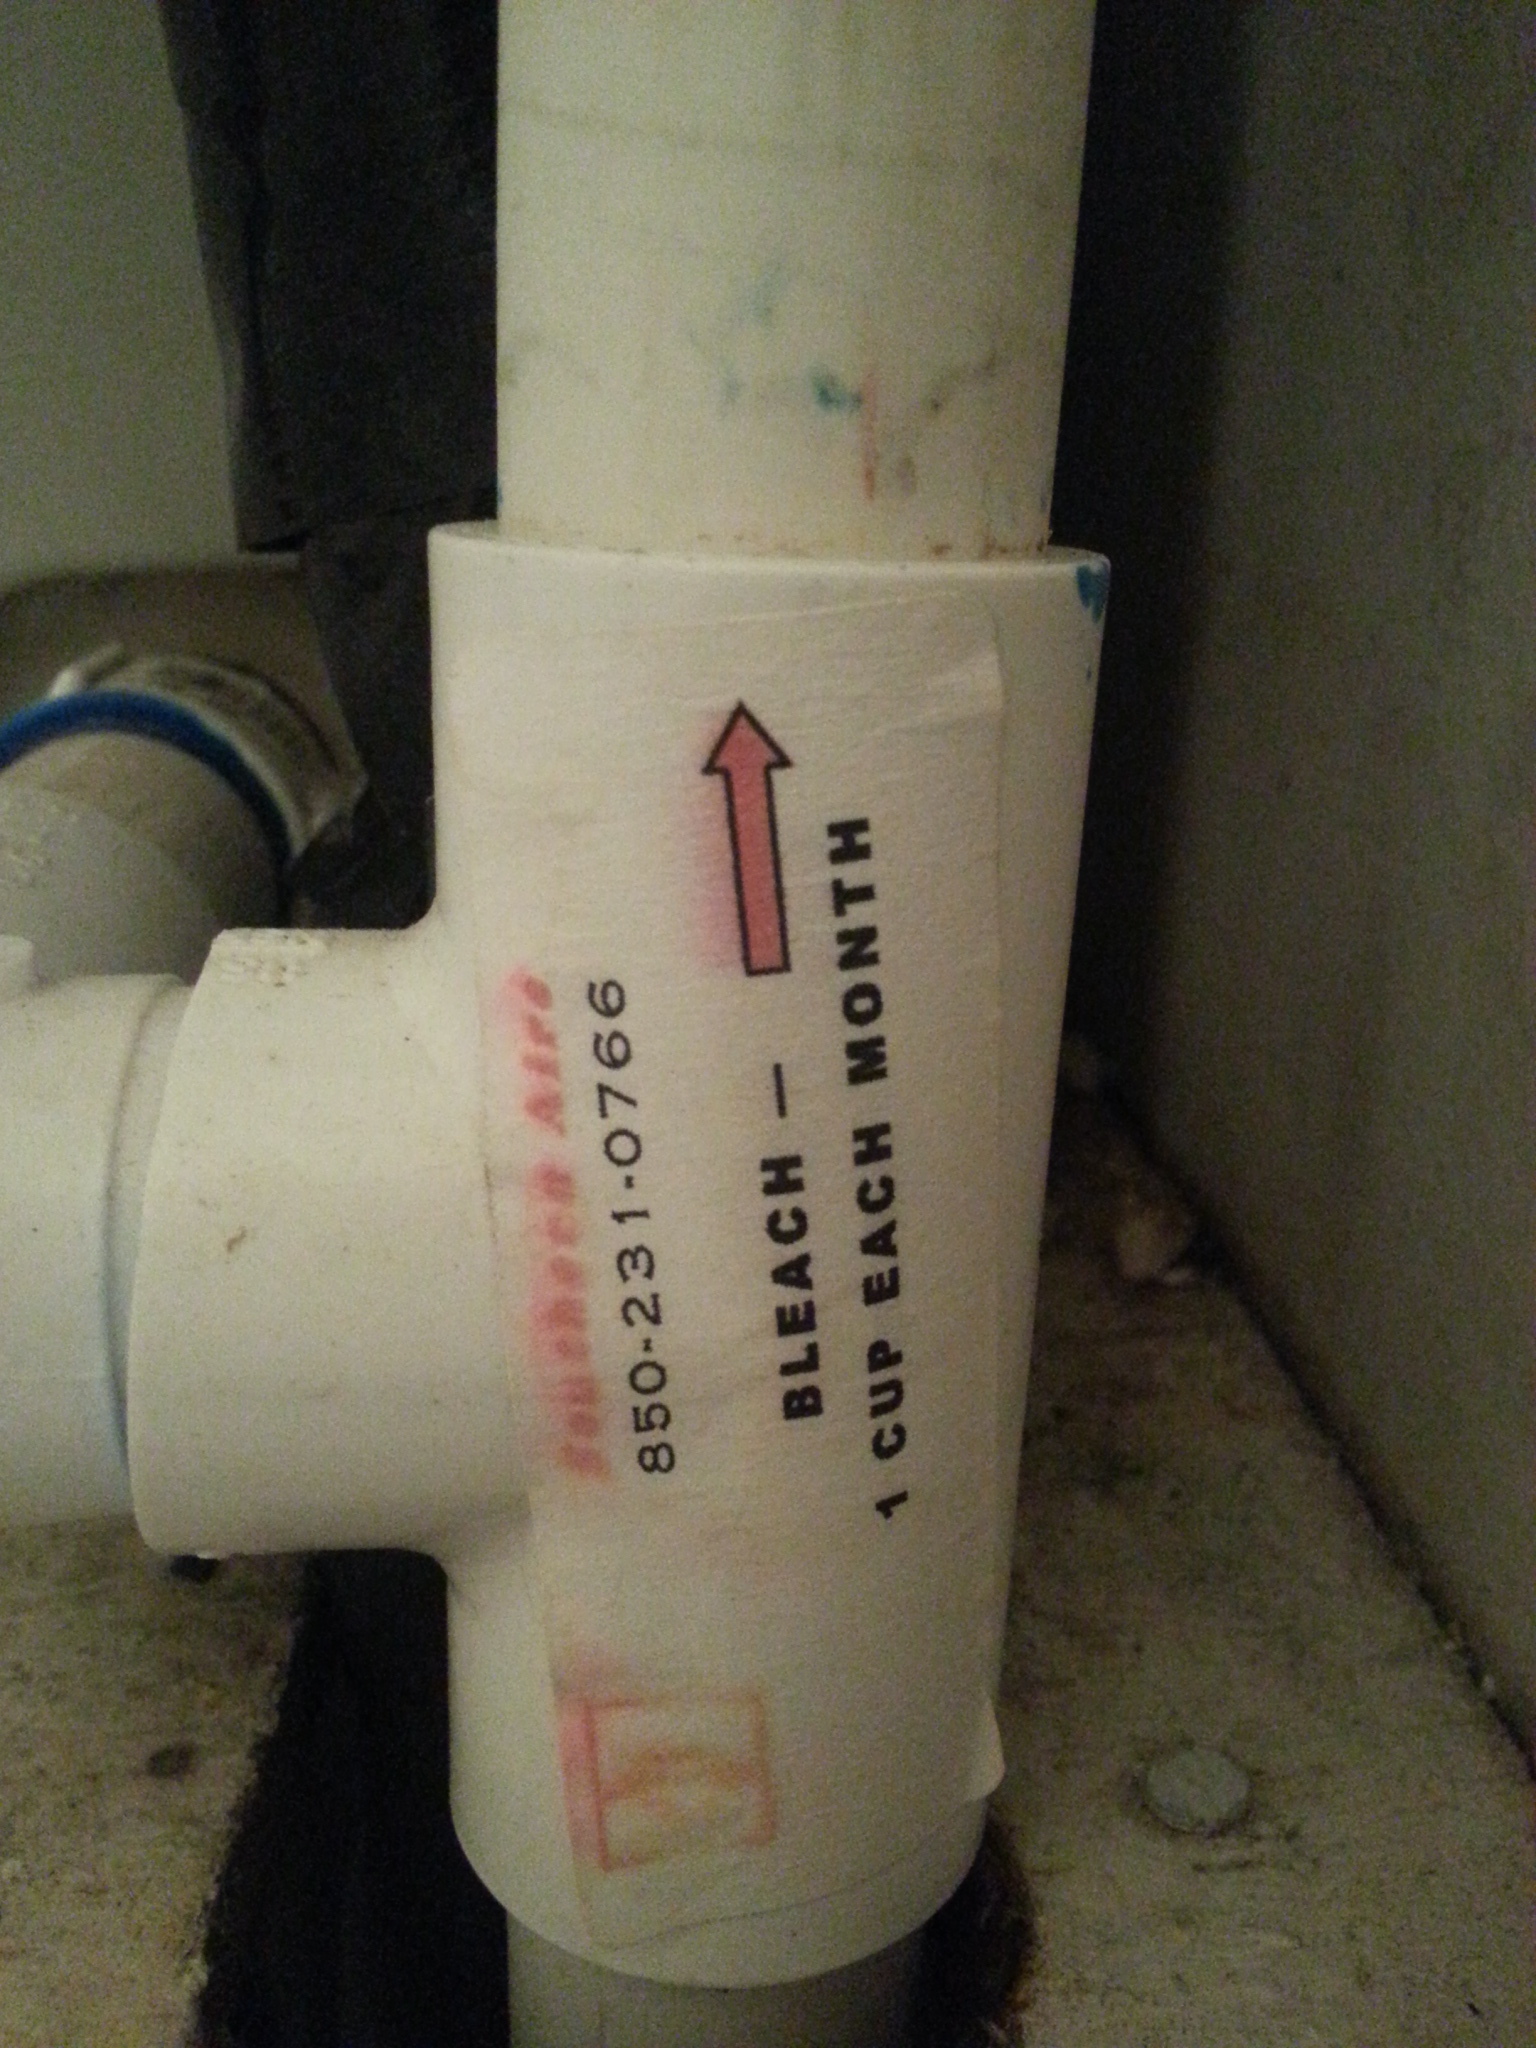 850-231-0766
BLEACH —
1 CUP EACH MONTH